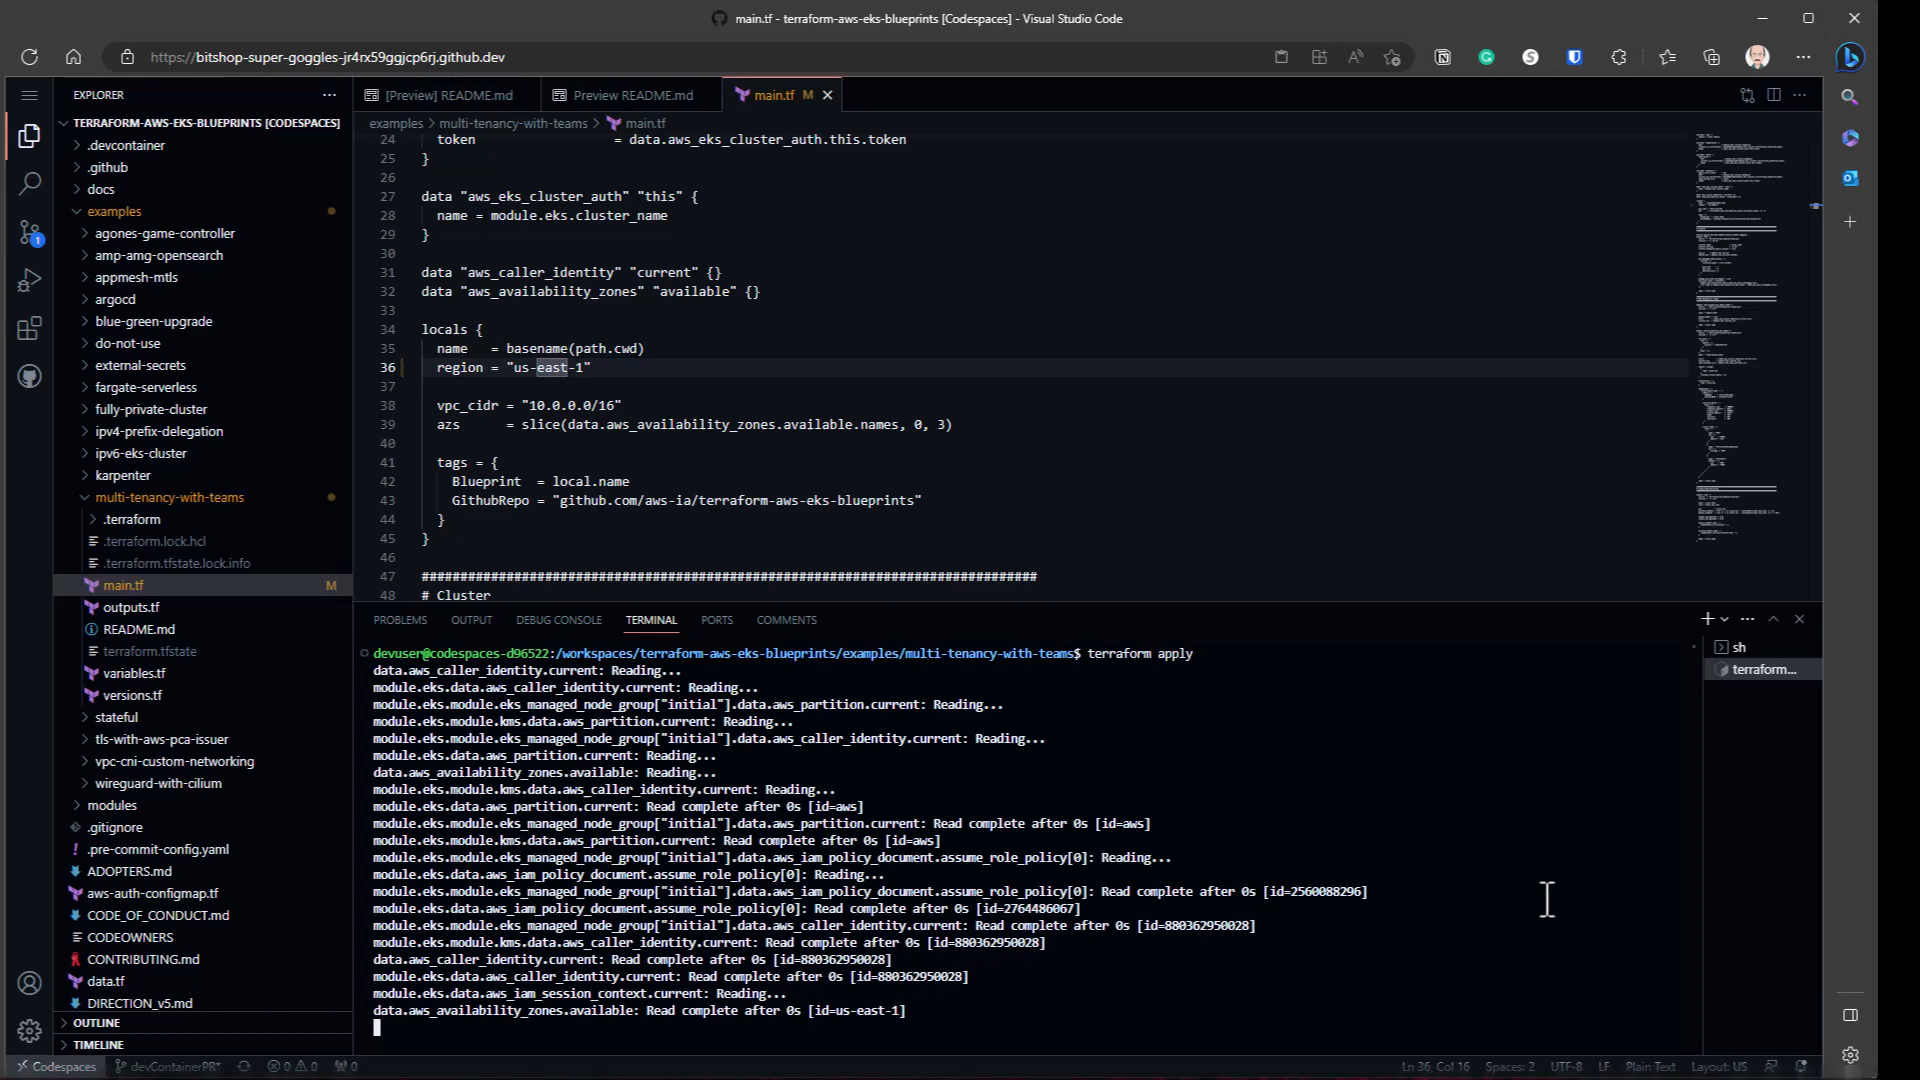 main.tf - terraform-aws-eks-blueprints [Codespaces] - Visual Studio Code
https://bitshop-super-goggles-jr4rx59ggjcp6rj.github.dev
EXPLORER
TERRAFORM-AWS-EKS-BLUEPRINTS [CODESPACES]
.devcontainer
.github
docs
examples
agones-game-controller
amp-amg-opensearch
appmesh-mtls
argocd
blue-green-upgrade
do-not-use
external-secrets
fargate-serverless
fully-private-cluster
ipv4-prefix-delegation
ipv6-eks-cluster
karpenter
multi-tenancy-with-teams
.terraform
.terraform.lock.hcl
.terraform.tfstate.lock.info
main.tf M
outputs.tf
README.md
terraform.tfstate
variables.tf
versions.tf
stateful
tls-with-aws-pca-issuer
vpc-cni-custom-networking
wireguard-with-cilium
modules
.gitignore
.pre-commit-config.yaml
ADOPTERS.md
aws-auth-configmap.tf
CODE_OF_CONDUCT.md
CODEOWNERS
CONTRIBUTING.md
data.tf
DIRECTION_v5.md
OUTLINE
TIMELINE
1
[Preview] README.md
Preview README.md
main.tf M
examples > multi-tenancy-with-teams > main.tf
24 token = data.aws_eks_cluster_auth.this.token
25 }
26
27 data "aws_eks_cluster_auth" "this" {
28 name = module.eks.cluster_name
29 }
30
31 data "aws_caller_identity" "current" {}
32 data "aws_availability_zones" "available" {}
33
34 locals {
35 name = basename(path.cwd)
36 region = "us-east-1"
37
38 vpc_cidr = "10.0.0.0/16"
39 azs = slice(data.aws_availability_zones.available.names, 0, 3)
40
41 tags = {
42 Blueprint = local.name
43 GithubRepo = "github.com/aws-ia/terraform-aws-eks-blueprints"
44 }
45 }
46
47 ################################################################################
48 # Cluster
PROBLEMS OUTPUT DEBUG CONSOLE TERMINAL PORTS COMMENTS
sh
terraform...
devuser@codespaces-d96522:/workspaces/terraform-aws-eks-blueprints/examples/multi-tenancy-with-teams$ terraform apply
data.aws_caller_identity.current: Reading...
module.eks.data.aws_caller_identity.current: Reading...
module.eks.module.eks_managed_node_group["initial"].data.aws_partition.current: Reading...
module.eks.module.kms.data.aws_partition.current: Reading...
module.eks.module.eks_managed_node_group["initial"].data.aws_caller_identity.current: Reading...
module.eks.data.aws_partition.current: Reading...
data.aws_availability_zones.available: Reading...
module.eks.module.kms.data.aws_caller_identity.current: Reading...
module.eks.data.aws_partition.current: Read complete after 0s [id=aws]
module.eks.module.eks_managed_node_group["initial"].data.aws_partition.current: Read complete after 0s [id=aws]
module.eks.module.kms.data.aws_partition.current: Read complete after 0s [id=aws]
module.eks.module.eks_managed_node_group["initial"].data.aws_iam_policy_document.assume_role_policy[0]: Reading...
module.eks.data.aws_iam_policy_document.assume_role_policy[0]: Reading...
module.eks.module.eks_managed_node_group["initial"].data.aws_iam_policy_document.assume_role_policy[0]: Read complete after 0s [id=2560088296]
module.eks.data.aws_iam_policy_document.assume_role_policy[0]: Read complete after 0s [id=2764486067]
module.eks.module.eks_managed_node_group["initial"].data.aws_caller_identity.current: Read complete after 0s [id=880362950028]
module.eks.module.kms.data.aws_caller_identity.current: Read complete after 0s [id=880362950028]
data.aws_caller_identity.current: Read complete after 0s [id=880362950028]
module.eks.data.aws_caller_identity.current: Read complete after 0s [id=880362950028]
module.eks.data.aws_iam_session_context.current: Reading...
data.aws_availability_zones.available: Read complete after 0s [id=us-east-1]
Codespaces devContainerPR* 0 0 0 Ln 36, Col 16 Spaces: 2 UTF-8 LF Plain Text Layout: US